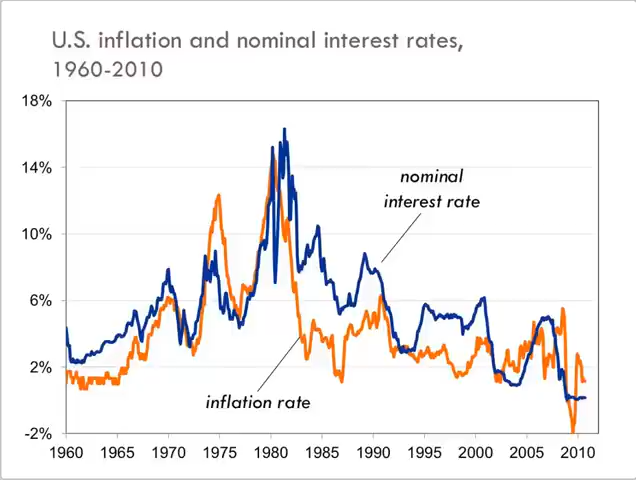 U.S. inflation and nominal interest rates,
1960-2010
18%
14%
10%
6%
2%
-2%
nominal
interest rate
inflation rate
1960 1965 1970 1975 1980 1985 1990 1995 2000 2005 2010